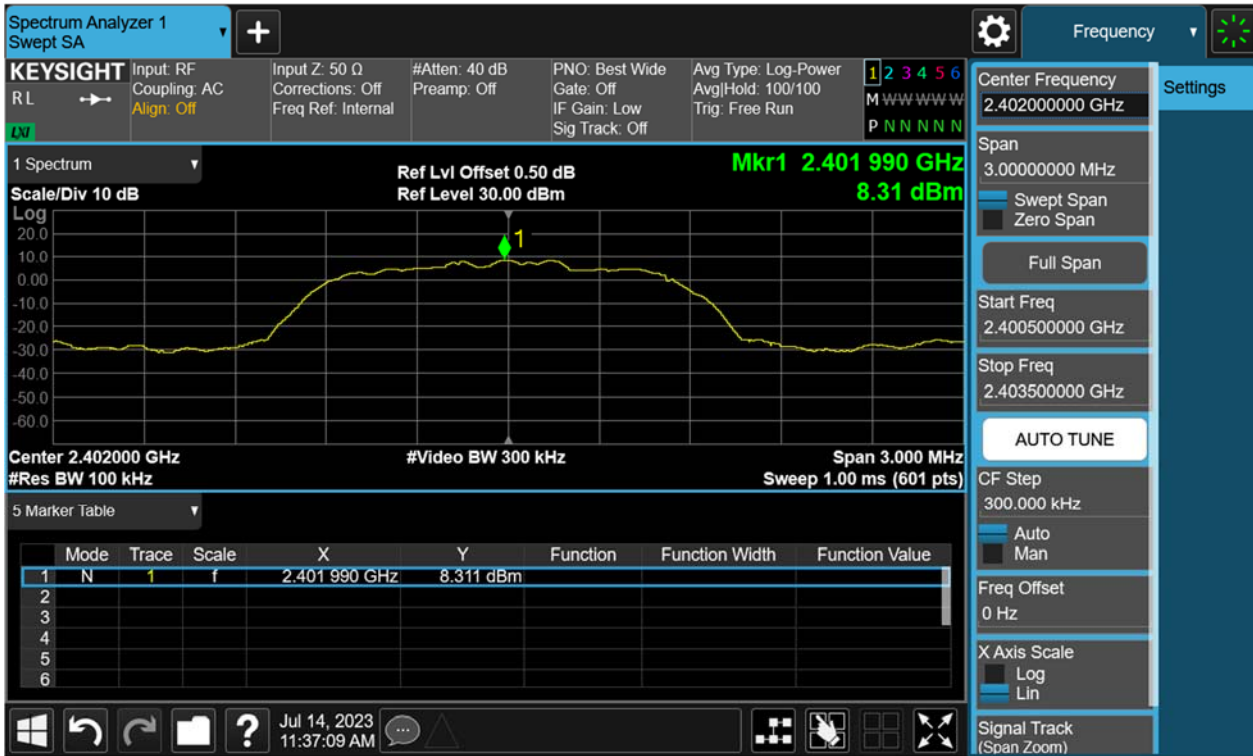 Spectrum Analyzer 1
Swept SA
+
Frequency
KEYSIGHT
RL
LXI
Input: RF
Coupling: AC
Align: Off
Input Z: 50 Ω
Corrections: Off
Freq Ref: Internal
#Atten: 40 dB
Preamp: Off
PNO: Best Wide
Gate: Off
IF Gain: Low
Sig Track: Off
Avg Type: Log-Power
Avg|Hold: 100/100
Trig: Free Run
1 2 3 4 5 6
M W W W W W
P N N N N N
1 Spectrum
Scale/Div 10 dB
Ref Lvl Offset 0.50 dB
Ref Level 30.00 dBm
Mkr1 2.401 990 GHz
8.31 dBm
Log
20.0
10.0
0.00
-10.0
-20.0
-30.0
-40.0
-50.0
-60.0
1
Center 2.402000 GHz
#Res BW 100 kHz
#Video BW 300 kHz
Span 3.000 MHz
Sweep 1.00 ms (601 pts)
5 Marker Table
Mode Trace Scale X Y Function Function Width Function Value
1 N 1 f 2.401 990 GHz 8.311 dBm
2
3
4
5
6
Jul 14, 2023
11:37:09 AM
?
Center Frequency
2.402000000 GHz
Settings
Span
3.00000000 MHz
Swept Span
Zero Span
Full Span
Start Freq
2.400500000 GHz
Stop Freq
2.403500000 GHz
AUTO TUNE
CF Step
300.000 kHz
Auto
Man
Freq Offset
0 Hz
X Axis Scale
Log
Lin
Signal Track
(Span Zoom)